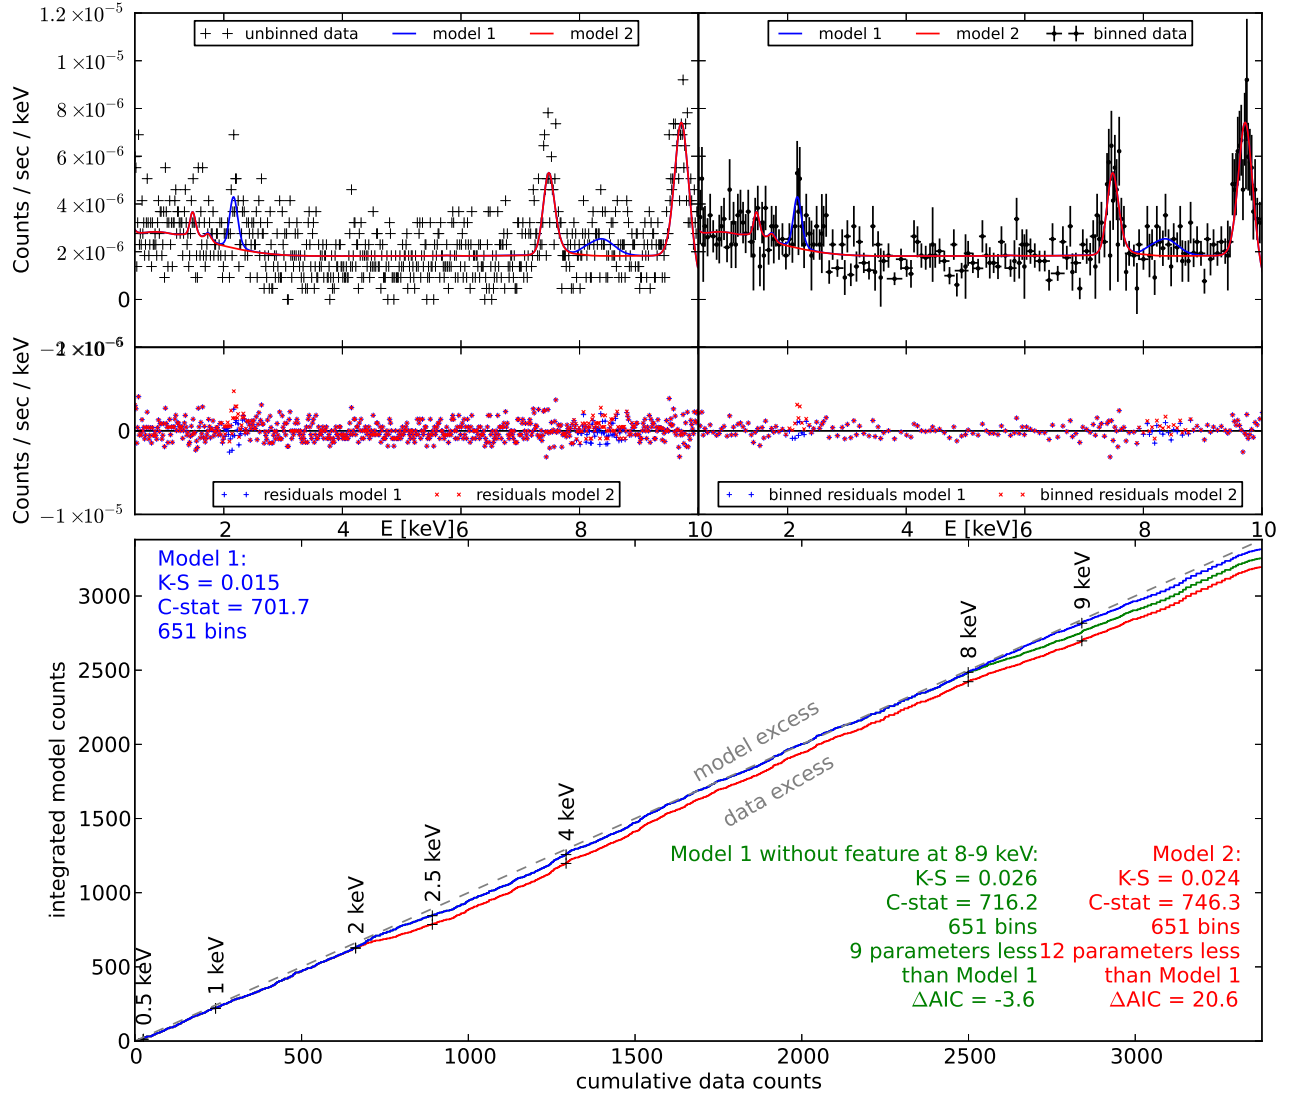 1.2 ×10⁻⁵
1 ×10⁻⁵
8 ×10⁻⁶
6 ×10⁻⁶
4 ×10⁻⁶
2 ×10⁻⁶
0
Counts / sec / keV
unbinned data model 1 model 2
model 1 model 2 binned data
0
−1 ×10⁻⁵
Counts / sec / keV
residuals model 1 residuals model 2
binned residuals model 1 binned residuals model 2
2 4 6 8 10 2 4 6 8 10
E [keV] E [keV]
Model 1:
K-S = 0.015
C-stat = 701.7
651 bins
3000
2500
2000
1500
1000
500
0
integrated model counts
0.5 keV
1 keV
2 keV
2.5 keV
4 keV
8 keV
9 keV
model excess
data excess
Model 1 without feature at 8-9 keV:
K-S = 0.026
C-stat = 716.2
651 bins
9 parameters less
than Model 1
ΔAIC = -3.6
Model 2:
K-S = 0.024
C-stat = 746.3
651 bins
12 parameters less
than Model 1
ΔAIC = 20.6
0 500 1000 1500 2000 2500 3000
cumulative data counts